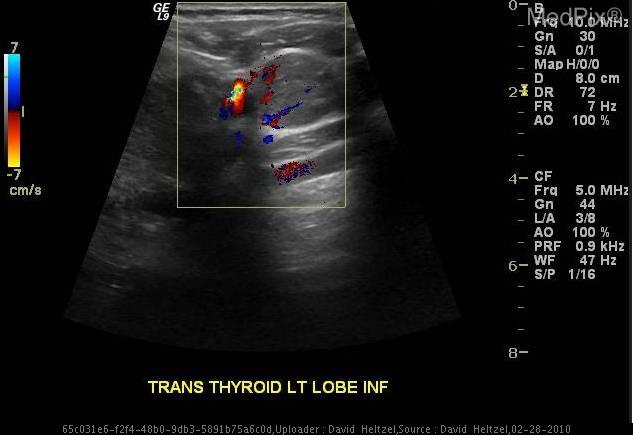 GE
L9
MedPix®
7
-7
cm/s
0
2
4
6
8
B
Frq 10.0 MHz
Gn 30
S/A 0/1
Map H/0/0
D 8.0 cm
DR 72
FR 7 Hz
AO 100 %
CF
Frq 5.0 MHz
Gn 44
L/A 3/8
AO 100 %
PRF 0.9 kHz
WF 47 Hz
S/P 1/16
TRANS THYROID LT LOBE INF
65c031e6-f2f4-48b0-9db3-5891b75a6c0d,Uploader : David Heltzel,Source : David Heltzel,02-28-2010